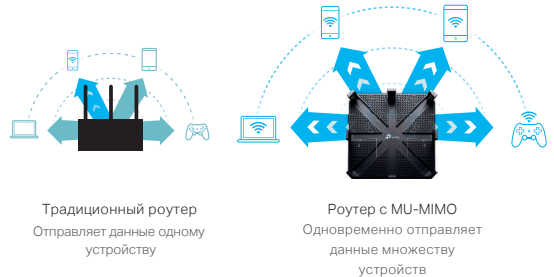 Традиционный роутер
Отправляет данные одному
устройству
Роутер с MU-MIMO
Одновременно отправляет
данные множеству
устройств